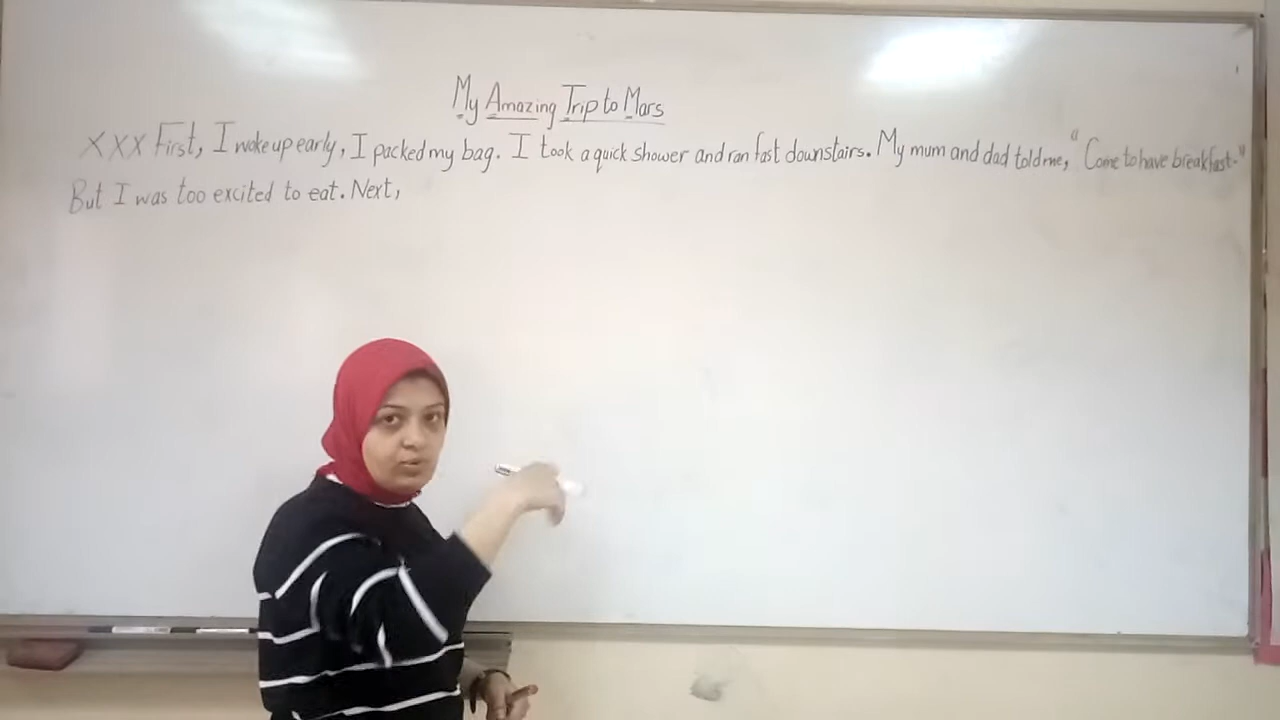 My Amazing Trip to Mars
XXX First, I woke up early, I packed my bag. I took a quick shower and ran fast downstairs. My mum and dad told me, "Come to have breakfast."
But I was too excited to eat. Next,